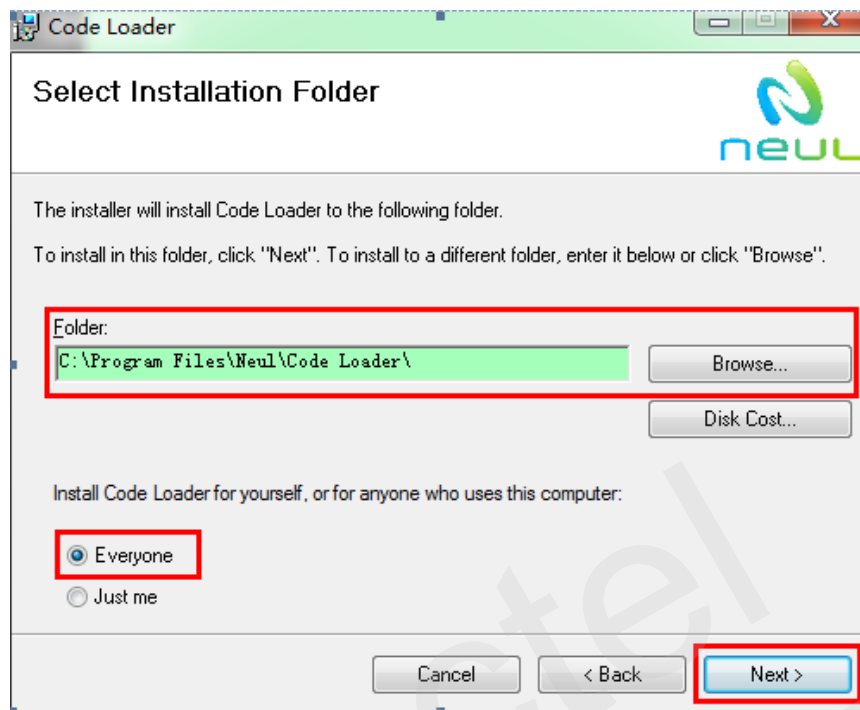 Code Loader
Select Installation Folder
neul
The installer will install Code Loader to the following folder.
To install in this folder, click "Next". To install to a different folder, enter it below or click "Browse".
Folder:
C:\Program Files\Neul\Code Loader\
Browse...
Disk Cost...
Install Code Loader for yourself, or for anyone who uses this computer:
Everyone
Just me
Cancel
< Back
Next >